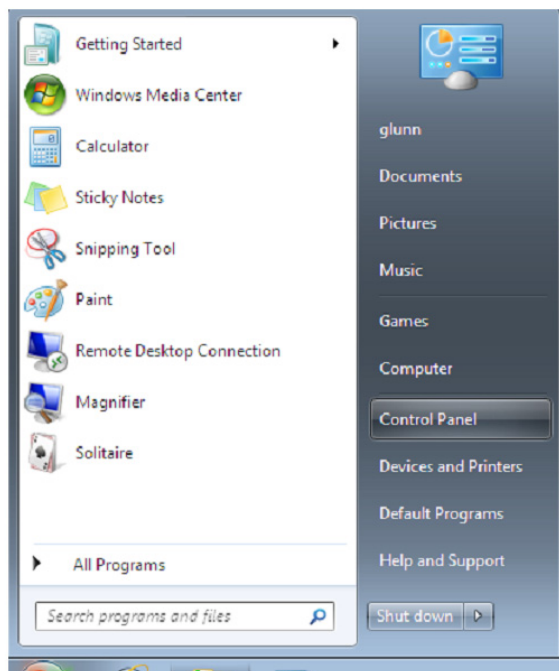 Getting Started
Windows Media Center
Calculator
Sticky Notes
Snipping Tool
Paint
Remote Desktop Connection
Magnifier
Solitaire
All Programs
Search programs and files
glunn
Documents
Pictures
Music
Games
Computer
Control Panel
Devices and Printers
Default Programs
Help and Support
Shut down